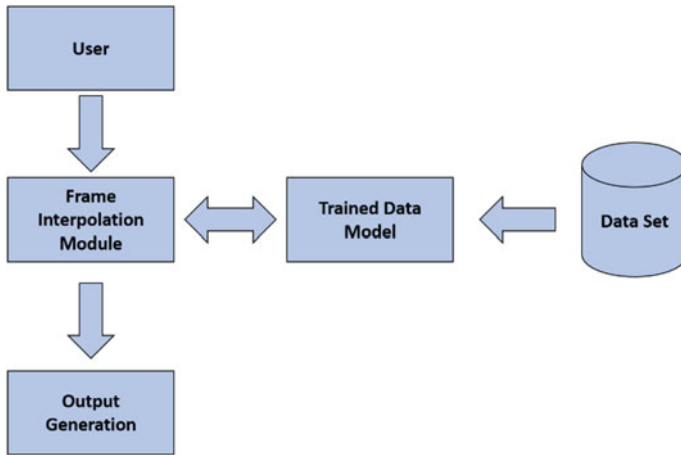 User
Frame
Interpolation
Module
Trained Data
Model
Data Set
Output
Generation